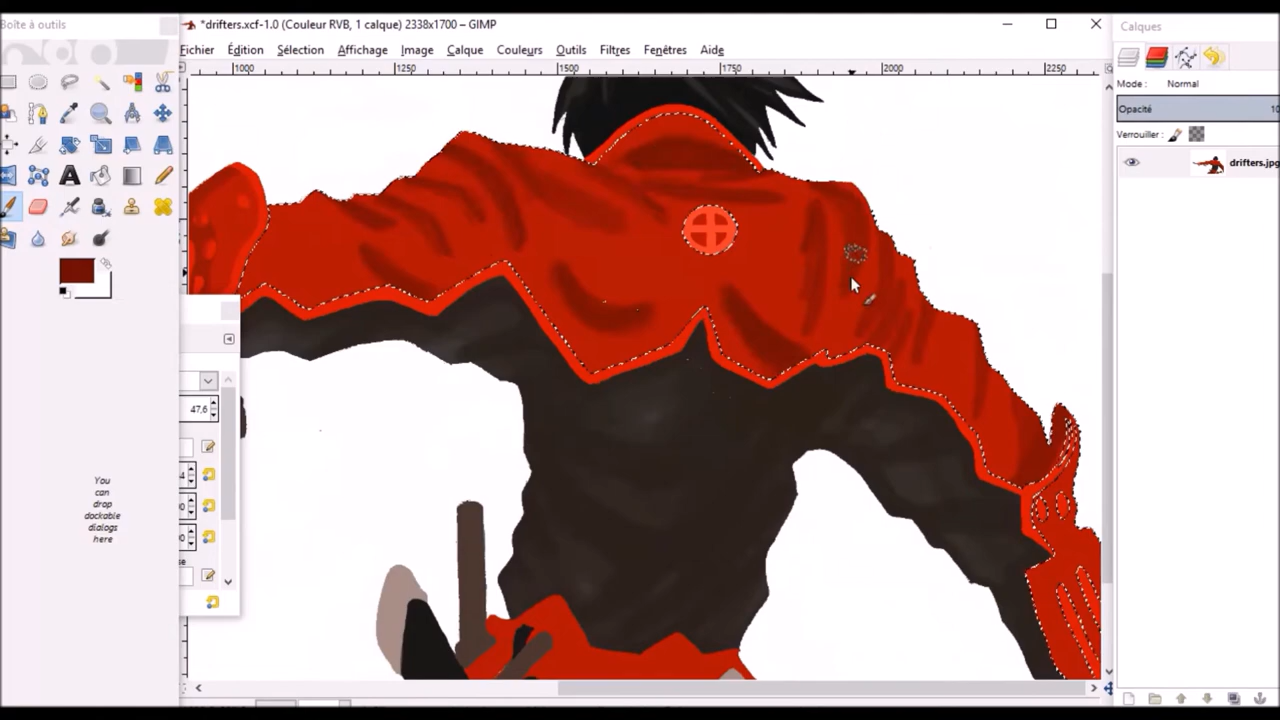 Boîte à outils
*drifters.xcf-1.0 (Couleur RVB, 1 calque) 2338x1700 – GIMP
Fichier Édition Sélection Affichage Image Calque Couleurs Outils Filtres Fenêtres Aide
1000 1250 1500 1750 2000 2250
Calques
Mode : Normal
Opacité 10
Verrouiller :
drifters.jpg
47,6
You
can
drop
dockable
dialogs
here